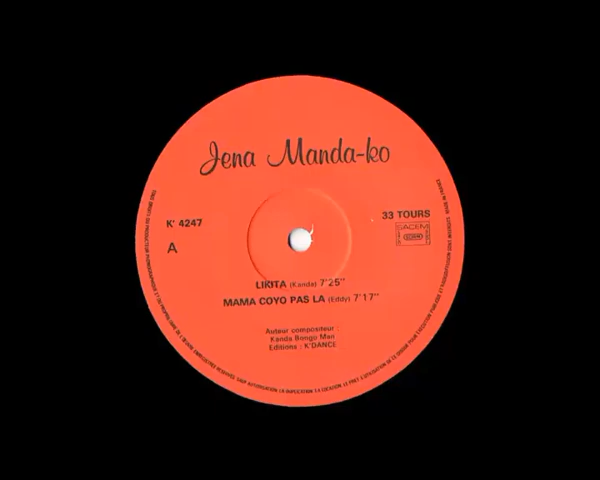 Jena Manda-ko
K' 4247
33 TOURS
A
SACEM
LIKITA (Kanda) 7'25"
MAMA COYO PAS LA (Eddy) 7'17"
Auteur compositeur :
Kanda Bongo Man
Editions : K'DANCE